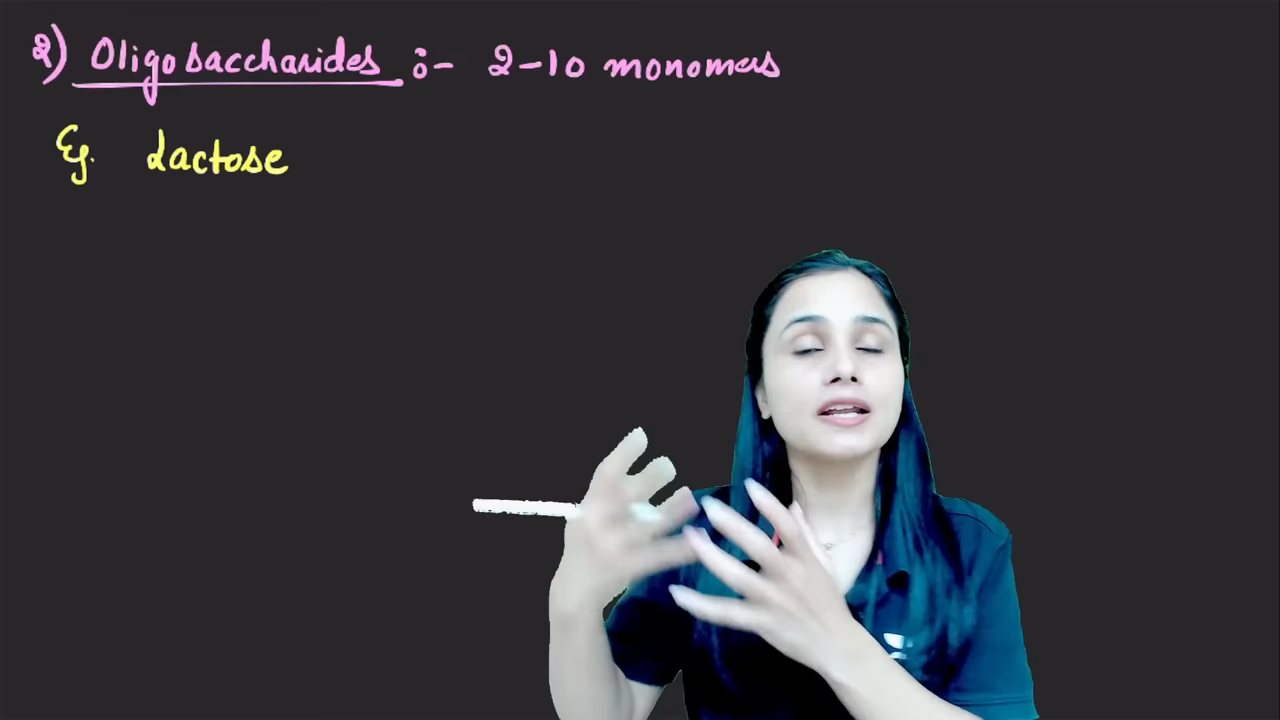 2) Oligosaccharides :- 2-10 monomers
Eg. Lactose